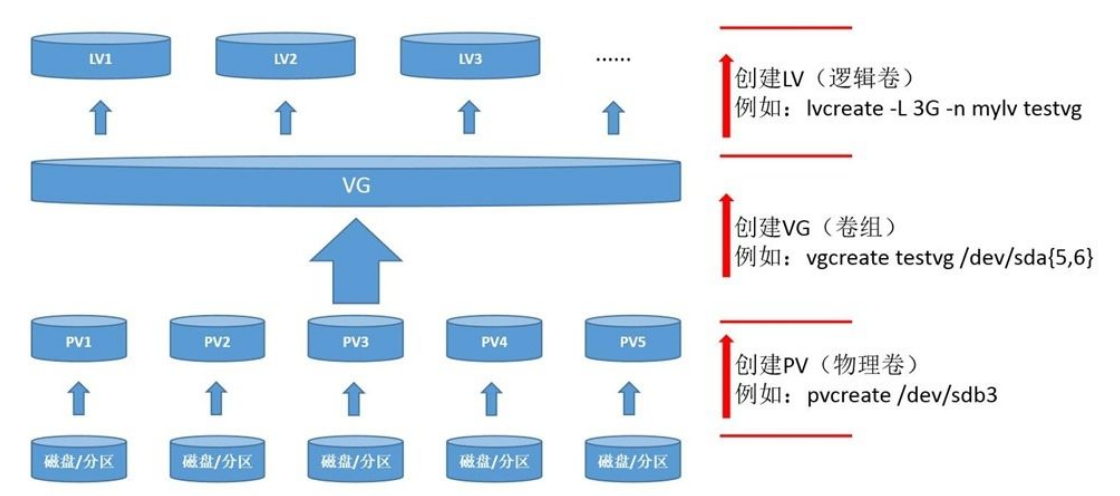 LV1
LV2
LV3
......
创建LV（逻辑卷）
例如：lvcreate -L 3G -n mylv testvg
VG
创建VG（卷组）
例如：vgcreate testvg /dev/sda{5,6}
PV1
PV2
PV3
PV4
PV5
创建PV（物理卷）
例如：pvcreate /dev/sdb3
磁盘/分区
磁盘/分区
磁盘/分区
磁盘/分区
磁盘/分区